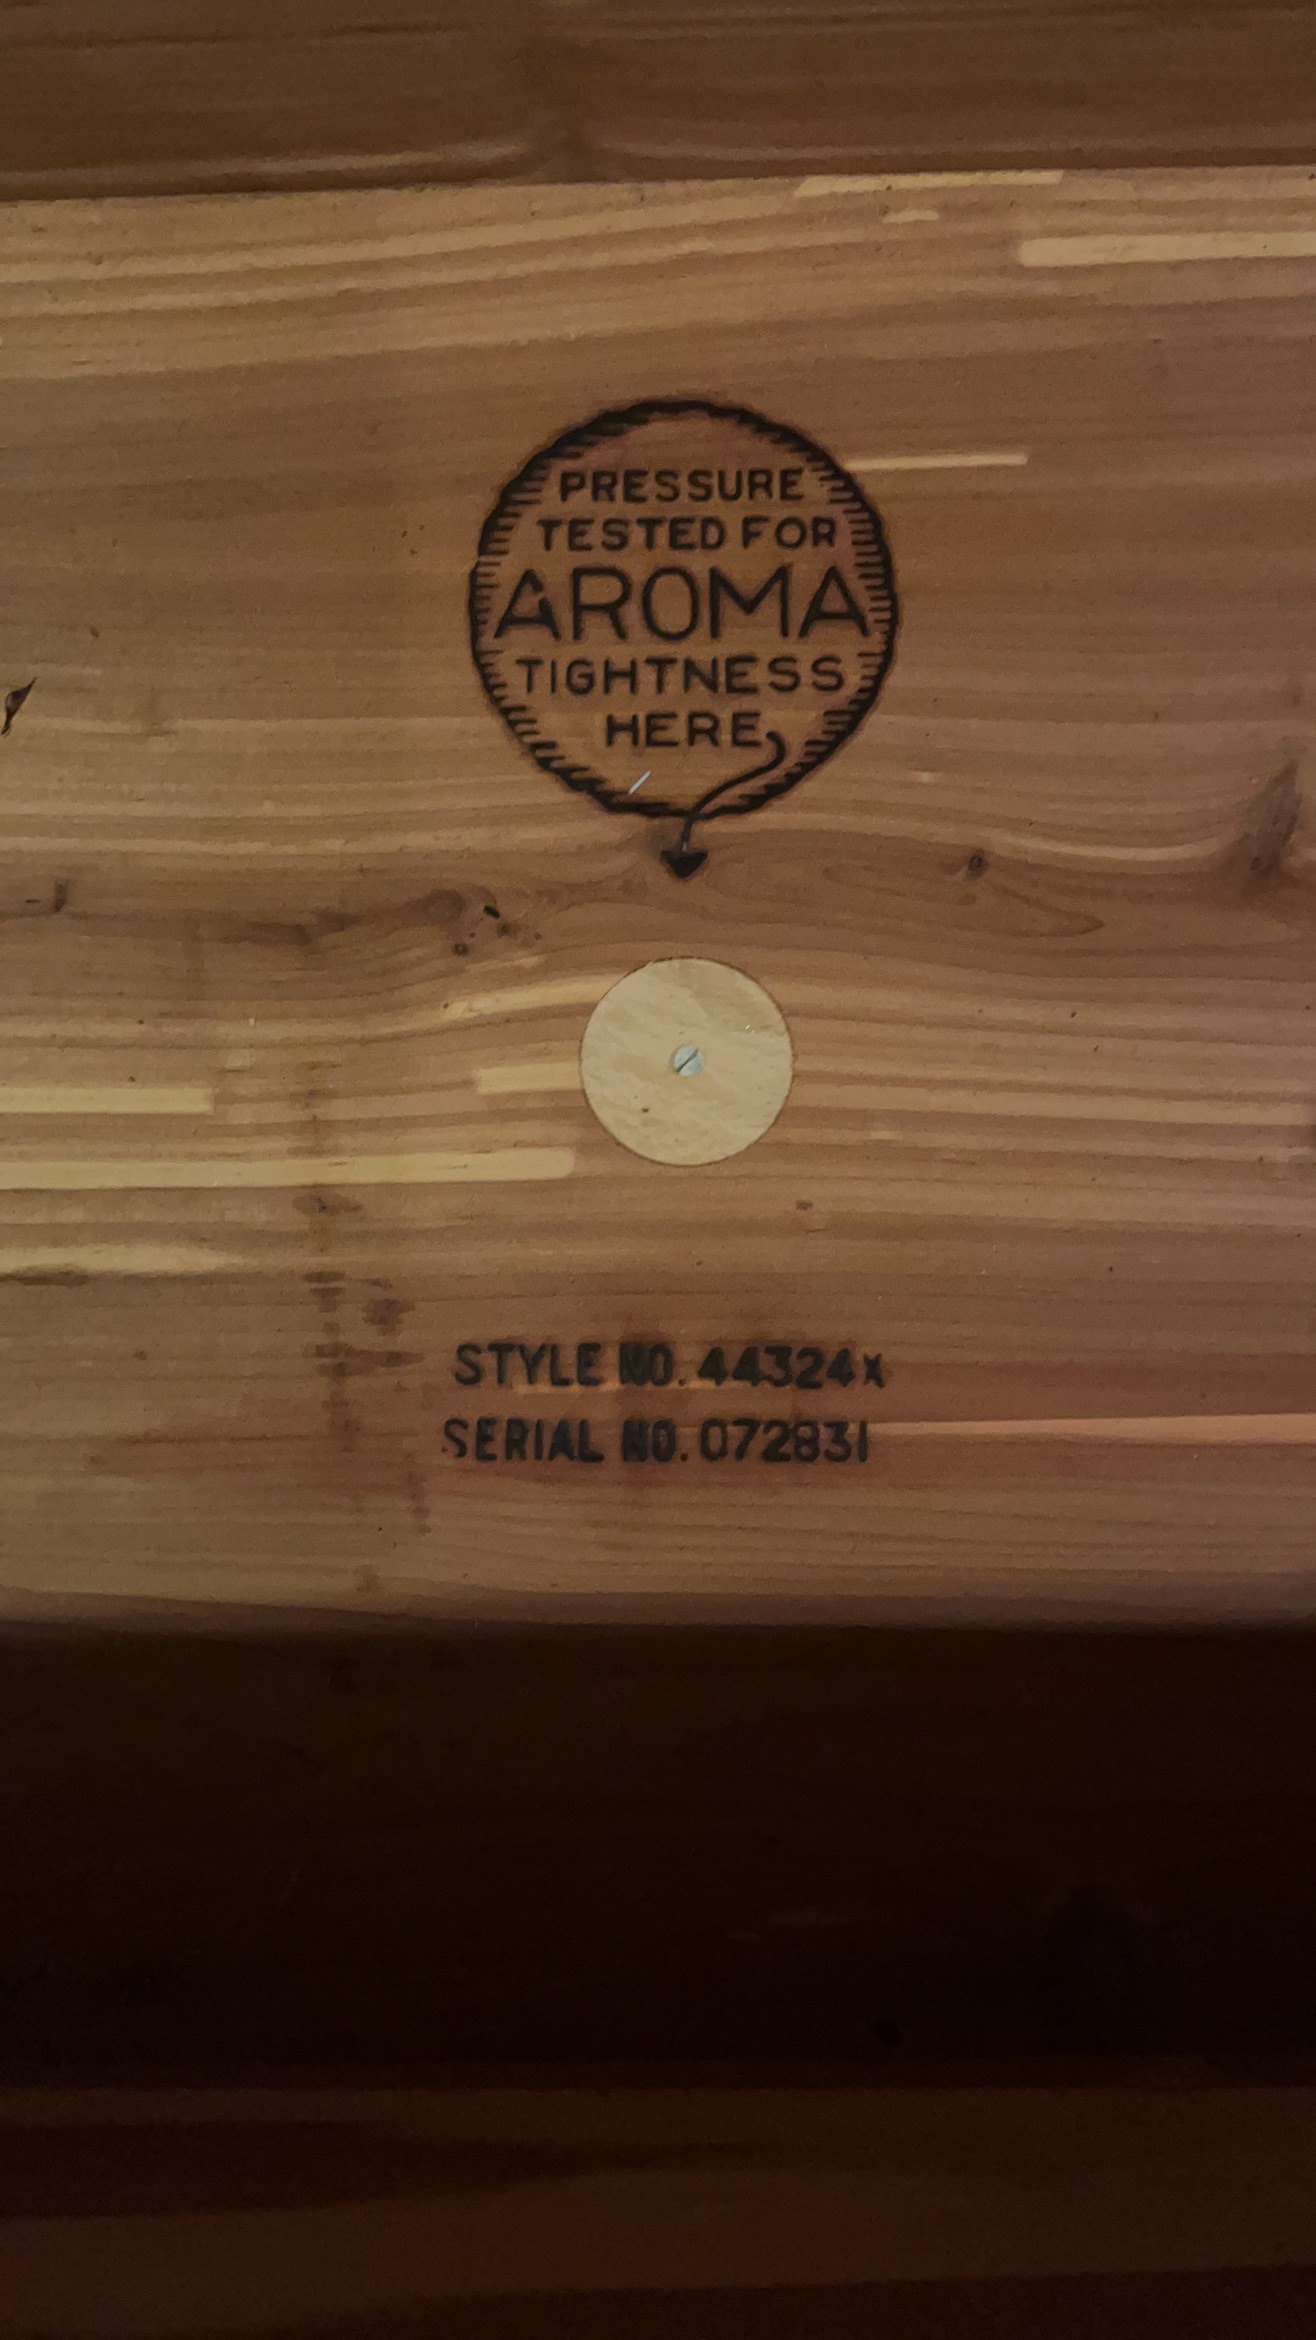 PRESSURE
TESTED FOR
AROMA
TIGHTNESS
HERE
STYLE NO. 44324X
SERIAL NO. 072831